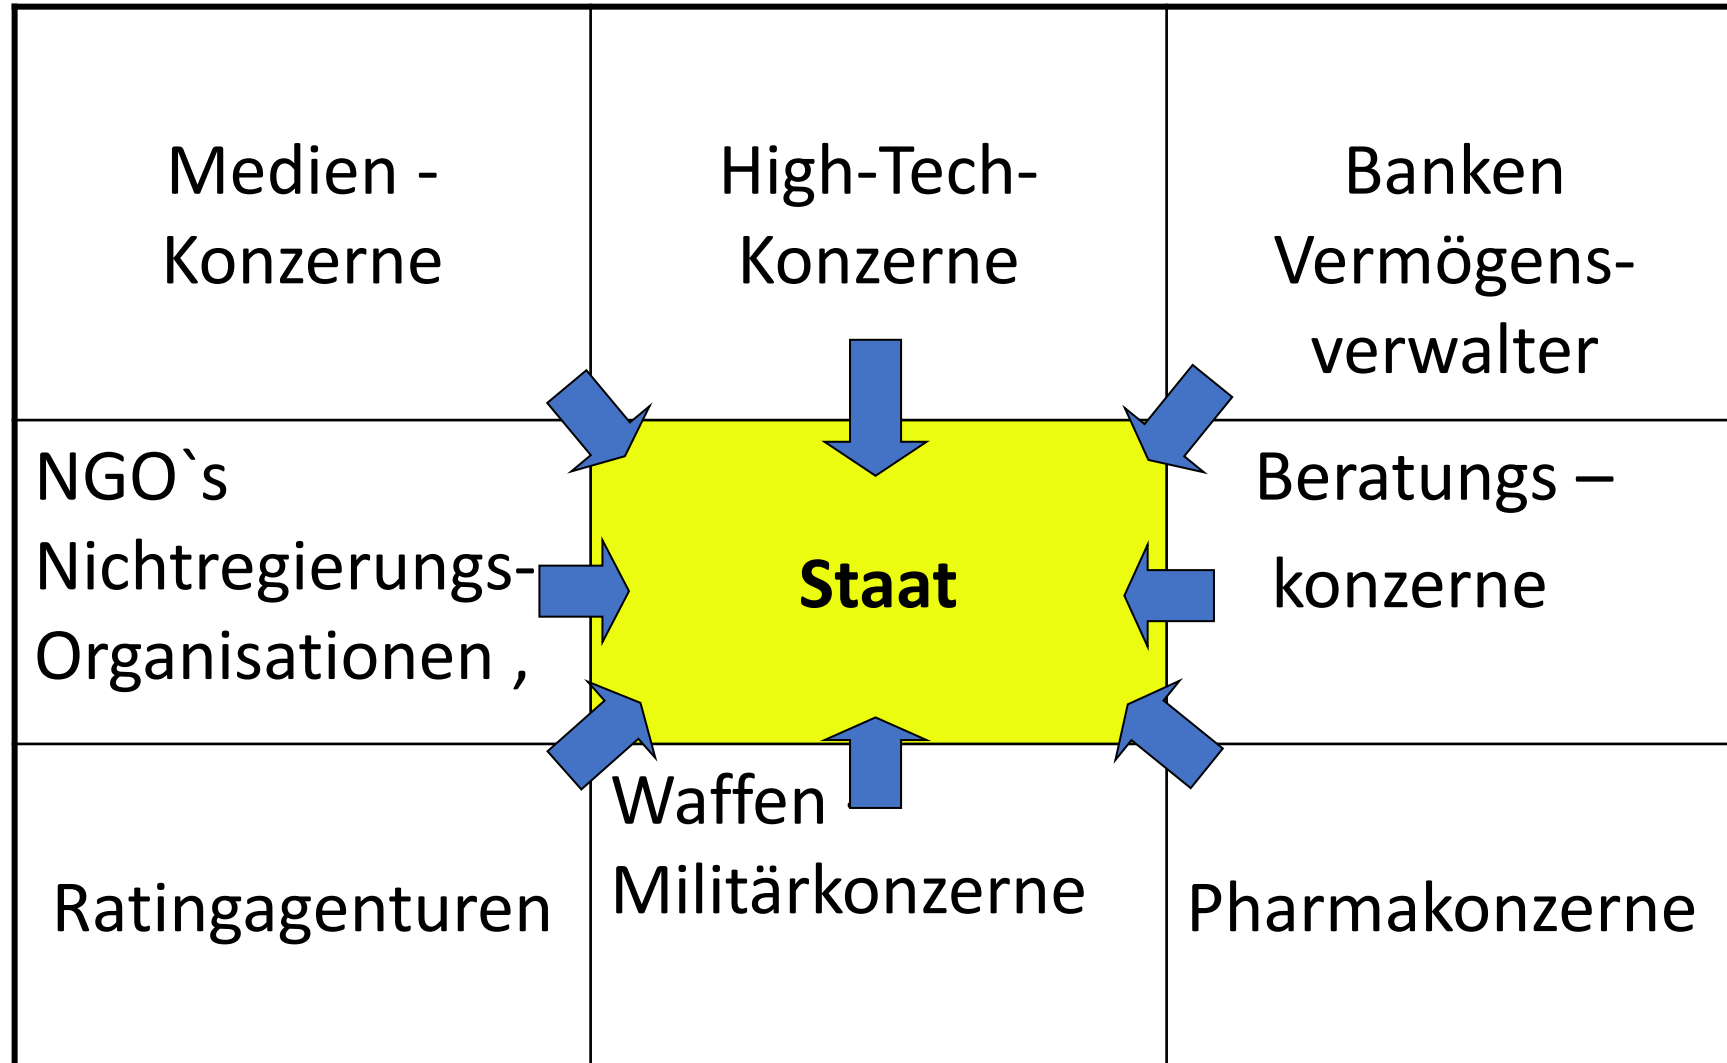 Medien -
Konzerne
High-Tech-
Konzerne
Banken
Vermögens-
verwalter
NGO`s
Nichtregierungs-
Organisationen ,
Staat
Beratungs –
konzerne
Ratingagenturen
Waffen
Militärkonzerne
Pharmakonzerne